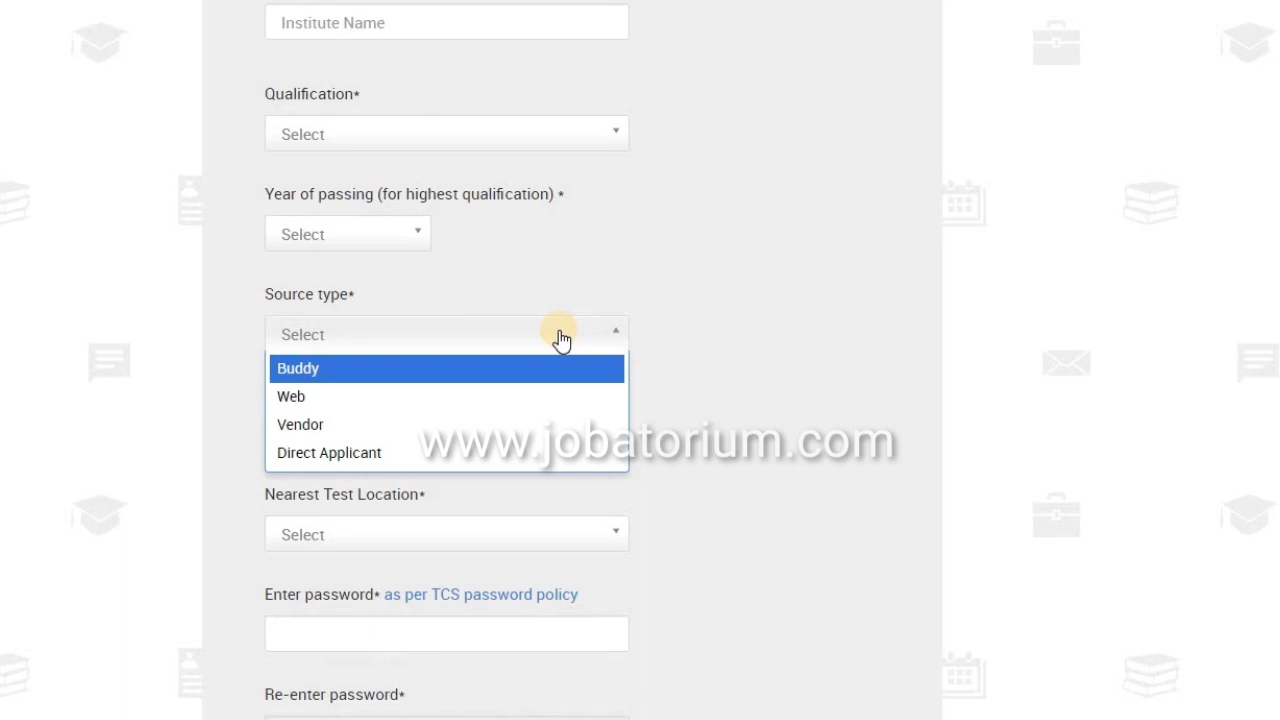 Institute Name
Qualification*
Select
Year of passing (for highest qualification) *
Select
Source type*
Select
Buddy
Web
Vendor
Direct Applicant
www.jobatorium.com
Nearest Test Location*
Select
Enter password* as per TCS password policy
Re-enter password*